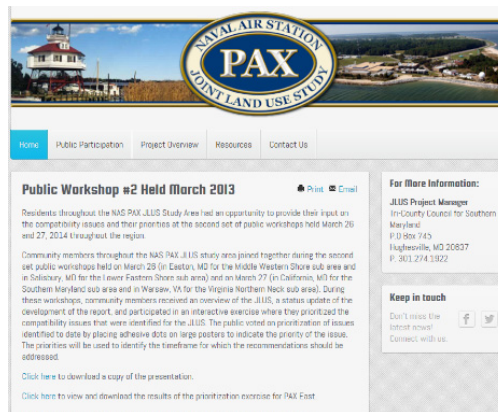 NAVAL AIR STATION
PAX
JOINT LAND USE STUDY
Home
Public Participation
Project Overview
Resources
Contact Us
Public Workshop #2 Held March 2013
Print
Email
Residents throughout the NAS PAX JLUS Study Area had an opportunity to provide their input on
the compatibility issues and their priorities at the second set of public workshops held March 26
and 27, 2014 throughout the region.
Community members throughout the NAS PAX JLUS study area joined together during the second
set public workshops held on March 26 (in Easton, MD for the Middle Western Shore sub area and
in Salisbury, MD for the Lower Eastern Shore sub area) and on March 27 (in California, MD for the
Southern Maryland sub area and in Warsaw, VA for the Virginia Northern Neck sub area). During
these workshops, community members received an overview of the JLUS, a status update of the
development of the report, and participated in an interactive exercise where they prioritized the
compatibility issues that were identified for the JLUS. The public voted on prioritization of issues
identified to date by placing adhesive dots on large posters to indicate the priority of the issue.
The priorities will be used to identify the timeframe for which the recommendations should be
addressed.
Click here to download a copy of the presentation.
Click here to view and download the results of the prioritization exercise for PAX East
For More Information:
JLUS Project Manager
Tri-County Council for Southern
Maryland
P.O Box 745
Hughesville, MD 20637
P. 301.274.1922
Keep in touch
Don't miss the
latest news!
Connect with us.